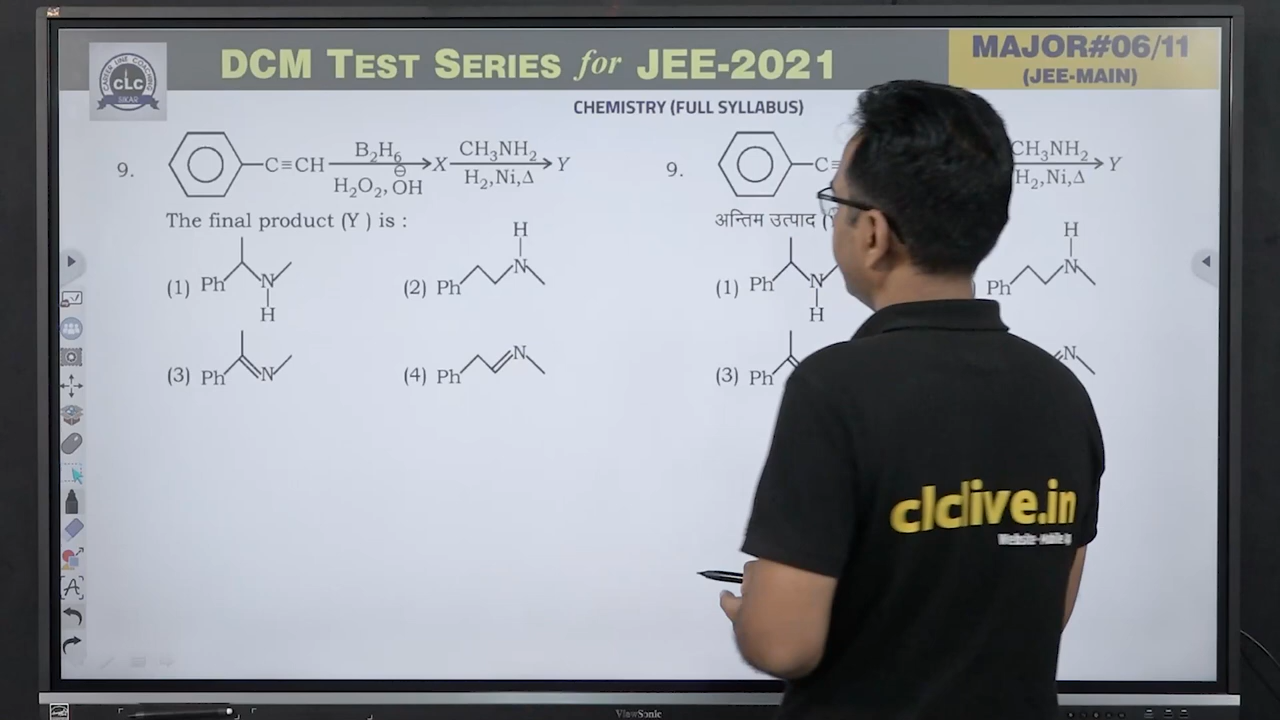 DCM TEST SERIES for JEE-2021
MAJOR#06/11
(JEE-MAIN)
CLC
SIKAR
CHEMISTRY (FULL SYLLABUS)
9. C≡CH B₂H₆ H₂O₂, ⊖OH X CH₃NH₂ H₂,Ni,Δ Y
The final product (Y ) is :
(1) Ph N H
(2) Ph N H
(3) Ph N
(4) Ph N
9. C≡ CH₃NH₂ H₂,Ni,Δ Y
अन्तिम उत्पाद
(1) Ph N H
Ph N H
(3) Ph
N
clclive.in
ViewSonic